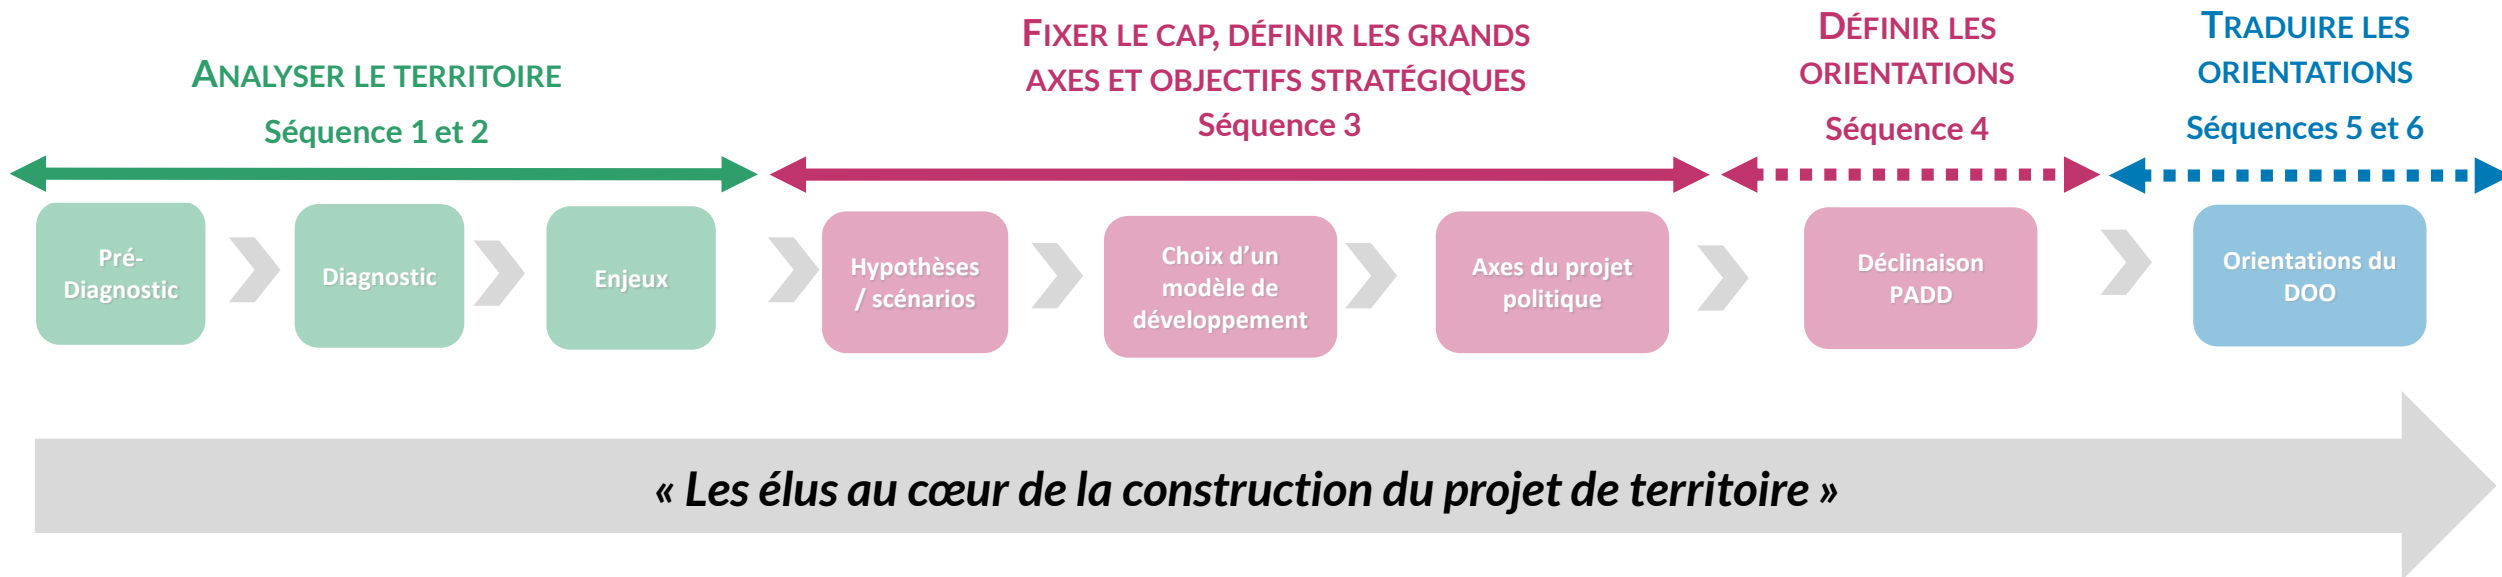 ANALYSER LE TERRITOIRE
Séquence 1 et 2
FIXER LE CAP, DÉFINIR LES GRANDS
AXES ET OBJECTIFS STRATÉGIQUES
Séquence 3
DÉFINIR LES
ORIENTATIONS
Séquence 4
TRADUIRE LES
ORIENTATIONS
Séquences 5 et 6
Pré-
Diagnostic
Diagnostic
Enjeux
Hypothèses
/ scénarios
Choix d’un
modèle de
développement
Axes du projet
politique
Déclinaison
PADD
Orientations du
DOO
« Les élus au cœur de la construction du projet de territoire »